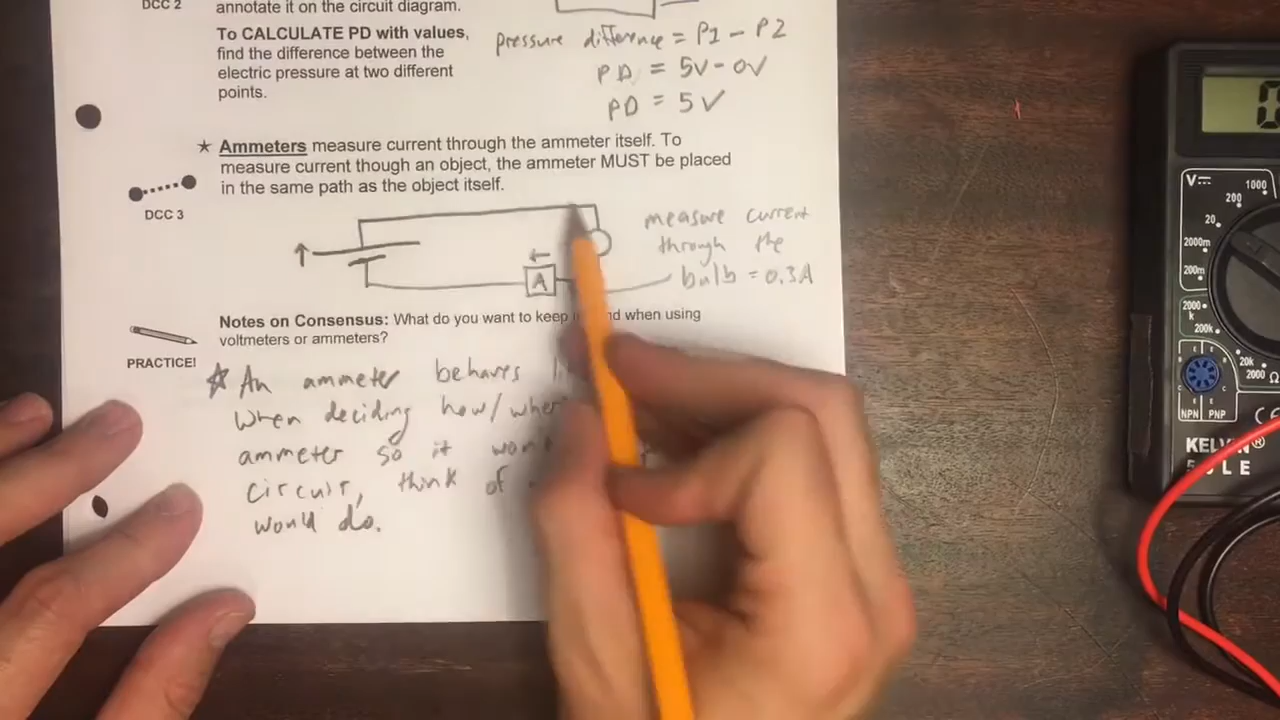 DCC 2
annotate it on the circuit diagram.
To CALCULATE PD with values,
find the difference between the
electric pressure at two different
points.
pressure difference = P1 - P2
PD = 5V - 0V
PD = 5V
★ Ammeters measure current through the ammeter itself. To
measure current though an object, the ammeter MUST be placed
in the same path as the object itself.
DCC 3
A
measure current
through the
bulb = 0.3A
Notes on Consensus: What do you want to keep when using
voltmeters or ammeters?
PRACTICE!
An ammeter behaves
When deciding how/where
ammeter so it
circuit, think of
would do.
V
1000
200
20
2000m
200m
2000
k
200k
20k
2000 Ω
NPN PNP
KELVIN®
LE